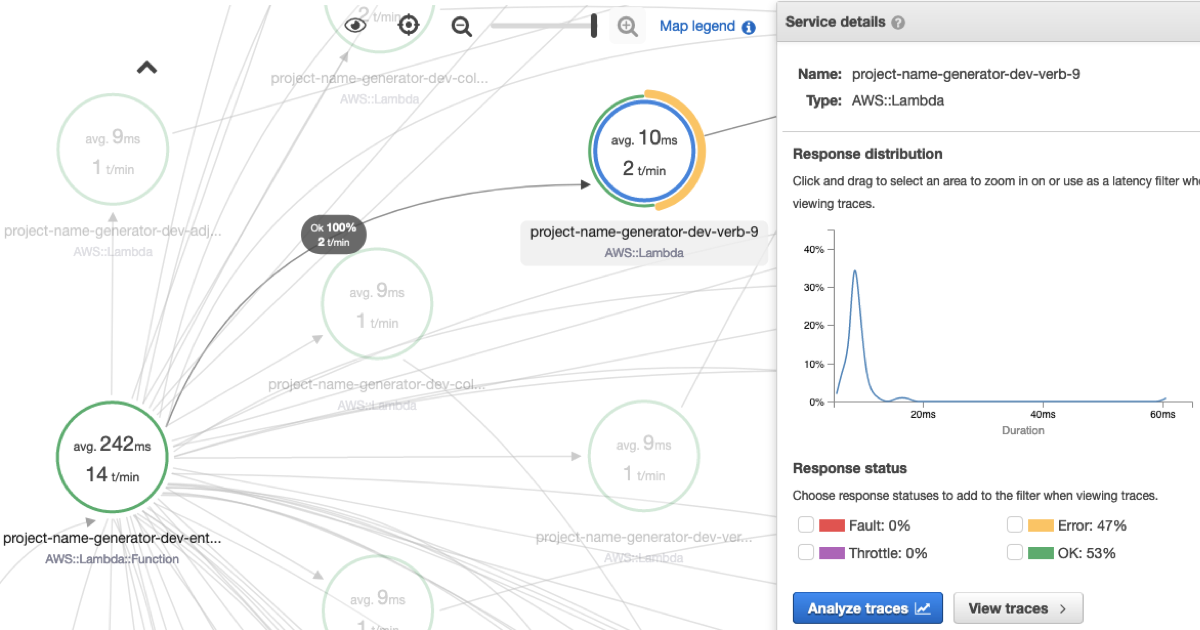 2 t/min
Map legend
project-name-generator-dev-col...
AWS::Lambda
avg. 9ms
1 t/min
project-name-generator-dev-adj...
AWS::Lambda
avg. 10ms
2 t/min
project-name-generator-dev-verb-9
AWS::Lambda
Ok 100%
2 t/min
avg. 9ms
1 t/min
project-name-generator-dev-col...
AWS::Lambda
avg. 242ms
14 t/min
project-name-generator-dev-ent...
AWS::Lambda::Function
avg. 9ms
1 t/min
project-name-generator-dev-ver...
AWS::Lambda
avg. 9ms
1 t/min
Service details
Name: project-name-generator-dev-verb-9
Type: AWS::Lambda
Response distribution
Click and drag to select an area to zoom in on or use as a latency filter whe
viewing traces.
40%
30%
20%
10%
0%
20ms 40ms 60ms
Duration
Response status
Choose response statuses to add to the filter when viewing traces.
Fault: 0% Error: 47%
Throttle: 0% OK: 53%
Analyze traces View traces